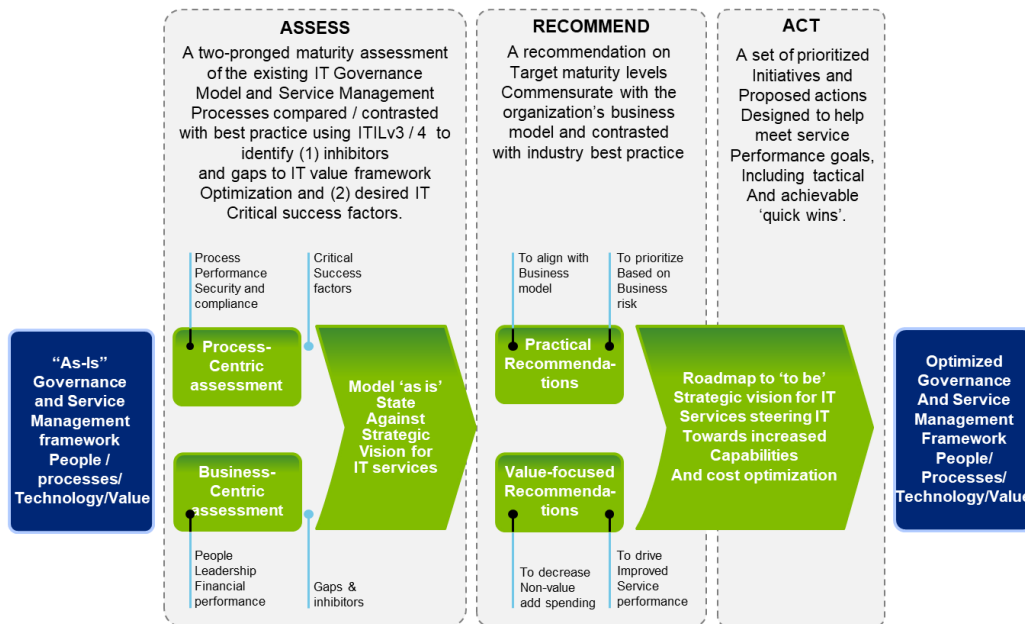 ASSESS
A two-pronged maturity assessment
of the existing IT Governance
Model and Service Management
Processes compared / contrasted
with best practice using ITILv3 / 4 to
identify (1) inhibitors
and gaps to IT value framework
Optimization and (2) desired IT
Critical success factors.
RECOMMEND
A recommendation on
Target maturity levels
Commensurate with the
organization's business
model and contrasted
with industry best practice
ACT
A set of prioritized
Initiatives and
Proposed actions
Designed to help
meet service
Performance goals,
Including tactical
And achievable
'quick wins'.
Process
Performance
Security and
compliance
Critical
Success
factors
To align with
Business
model
To prioritize
Based on
Business
risk
"As-Is"
Governance
and Service
Management
framework
People /
processes/
Technology/Value
Process-
Centric
assessment
Business-
Centric
assessment
Model 'as is'
State
Against
Strategic
Vision for
IT services
Practical
Recommenda-
tions
Value-focused
Recommenda-
tions
Roadmap to 'to be'
Strategic vision for IT
Services steering IT
Towards increased
Capabilities
And cost optimization
Optimized
Governance
And Service
Management
Framework
People/
Processes/
Technology/Value
People
Leadership
Financial
performance
Gaps &
inhibitors
To decrease
Non-value
add spending
To drive
Improved
Service
performance